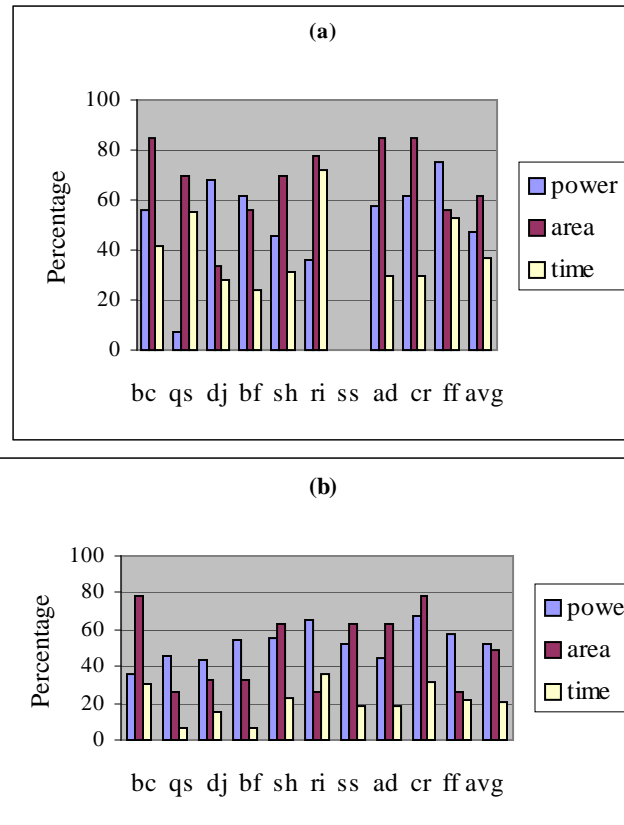 (a)
100
80
60
40
20
0
Percentage
bc qs dj bf sh ri ss ad cr ff avg
power
area
time
(b)
100
80
60
40
20
0
Percentage
bc qs dj bf sh ri ss ad cr ff avg
power
area
time